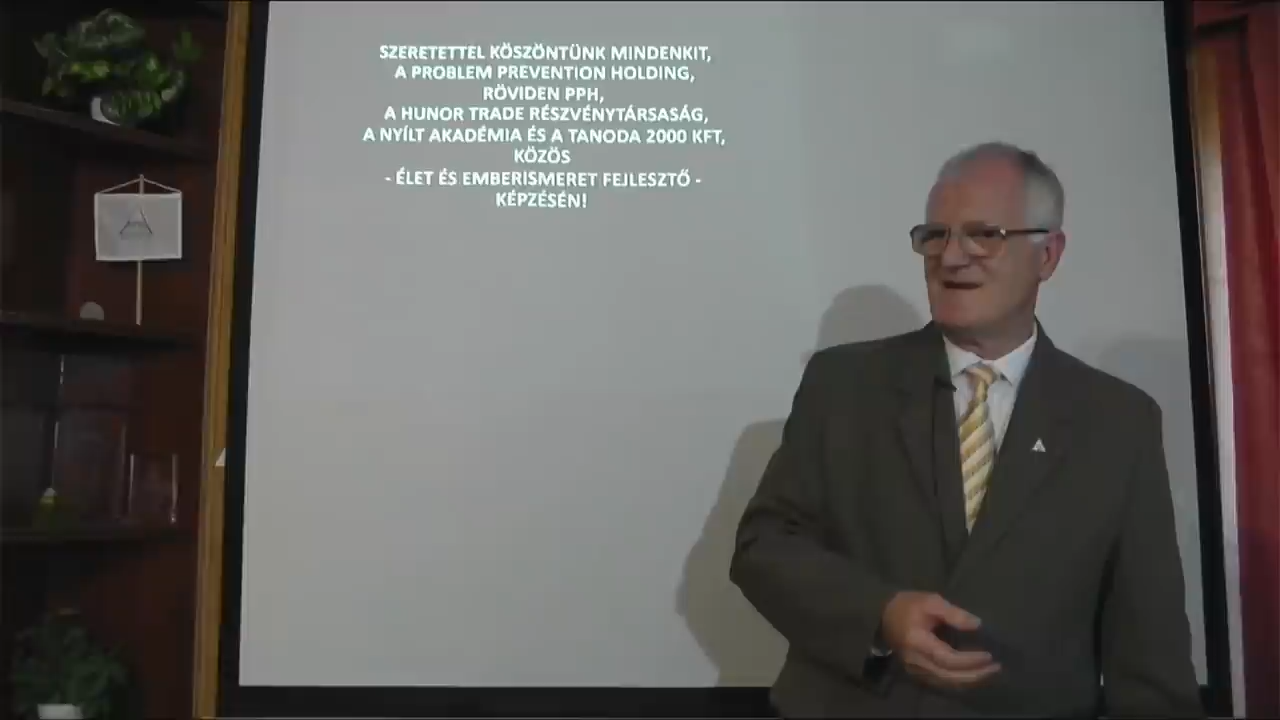 SZERETETTEL KÖSZÖNTÜNK MINDENKIT,
A PROBLEM PREVENTION HOLDING,
RÖVIDEN PPH,
A HUNOR TRADE RÉSZVÉNYTÁRSASÁG,
A NYÍLT AKADÉMIA ÉS A TANODA 2000 KFT,
KÖZÖS
- ÉLET ÉS EMBERISMERET FEJLESZTŐ -
KÉPZÉSÉN!